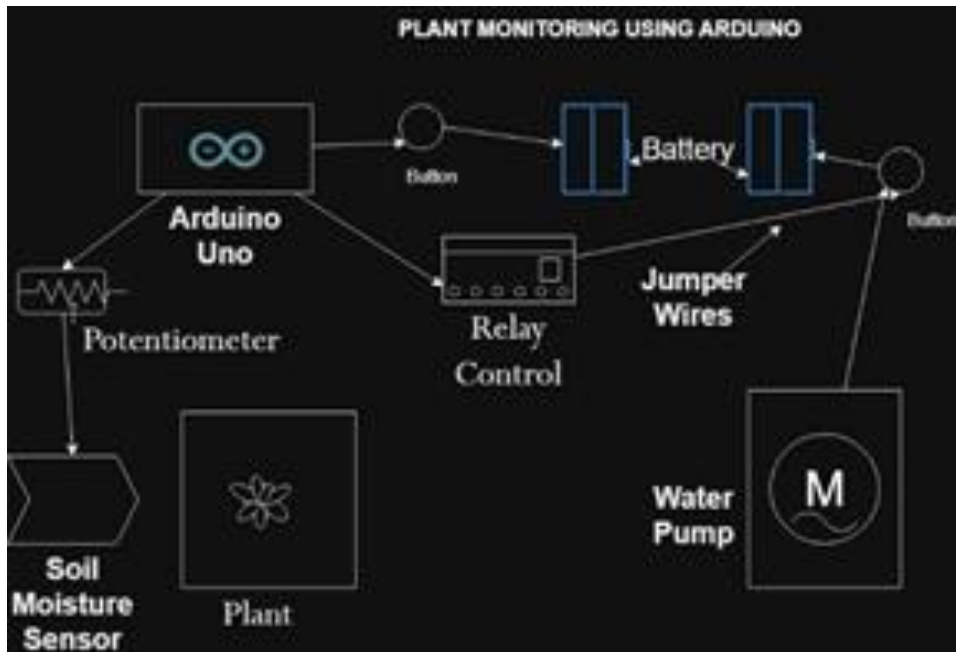 PLANT MONITORING USING ARDUINO
Button
Battery
Button
Arduino
Uno
Jumper
Wires
Potentiometer
Relay
Control
M
Water
Pump
Soil
Moisture
Sensor
Plant